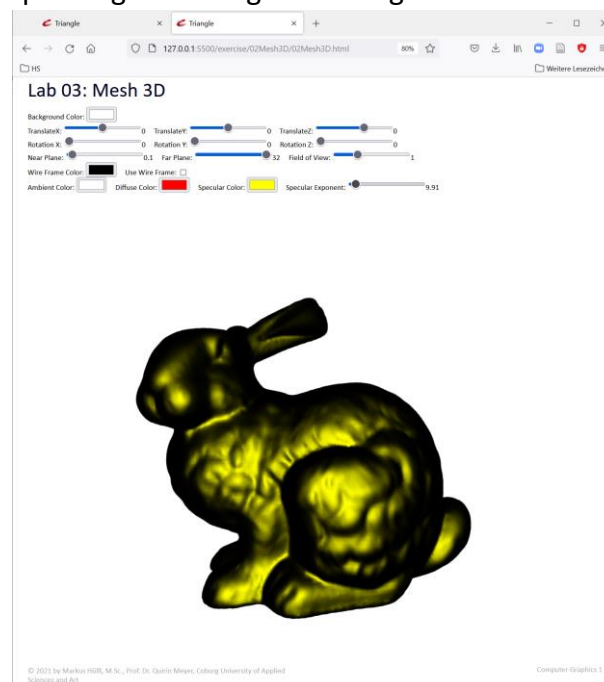 Triangle
Triangle
127.0.0.1:5500/exercise/02Mesh3D/02Mesh3D.html 80%
HS
Lab 03: Mesh 3D
Background Color:
TranslateX: 0 TranslateY: 0 TranslateZ: 0
Rotation X: 0 Rotation Y: 0 Rotation Z: 0
Near Plane: 0.1 Far Plane: 32 Field of View: 1
Wire Frame Color: Use Wire Frame:
Ambient Color: Diffuse Color: Specular Color: Specular Exponent: 9.91
© 2021 by Markus M.Sc., Prof. Dr. Quirin Meyer, Coburg University of Applied Computer Graphics 1
Sciences and Art